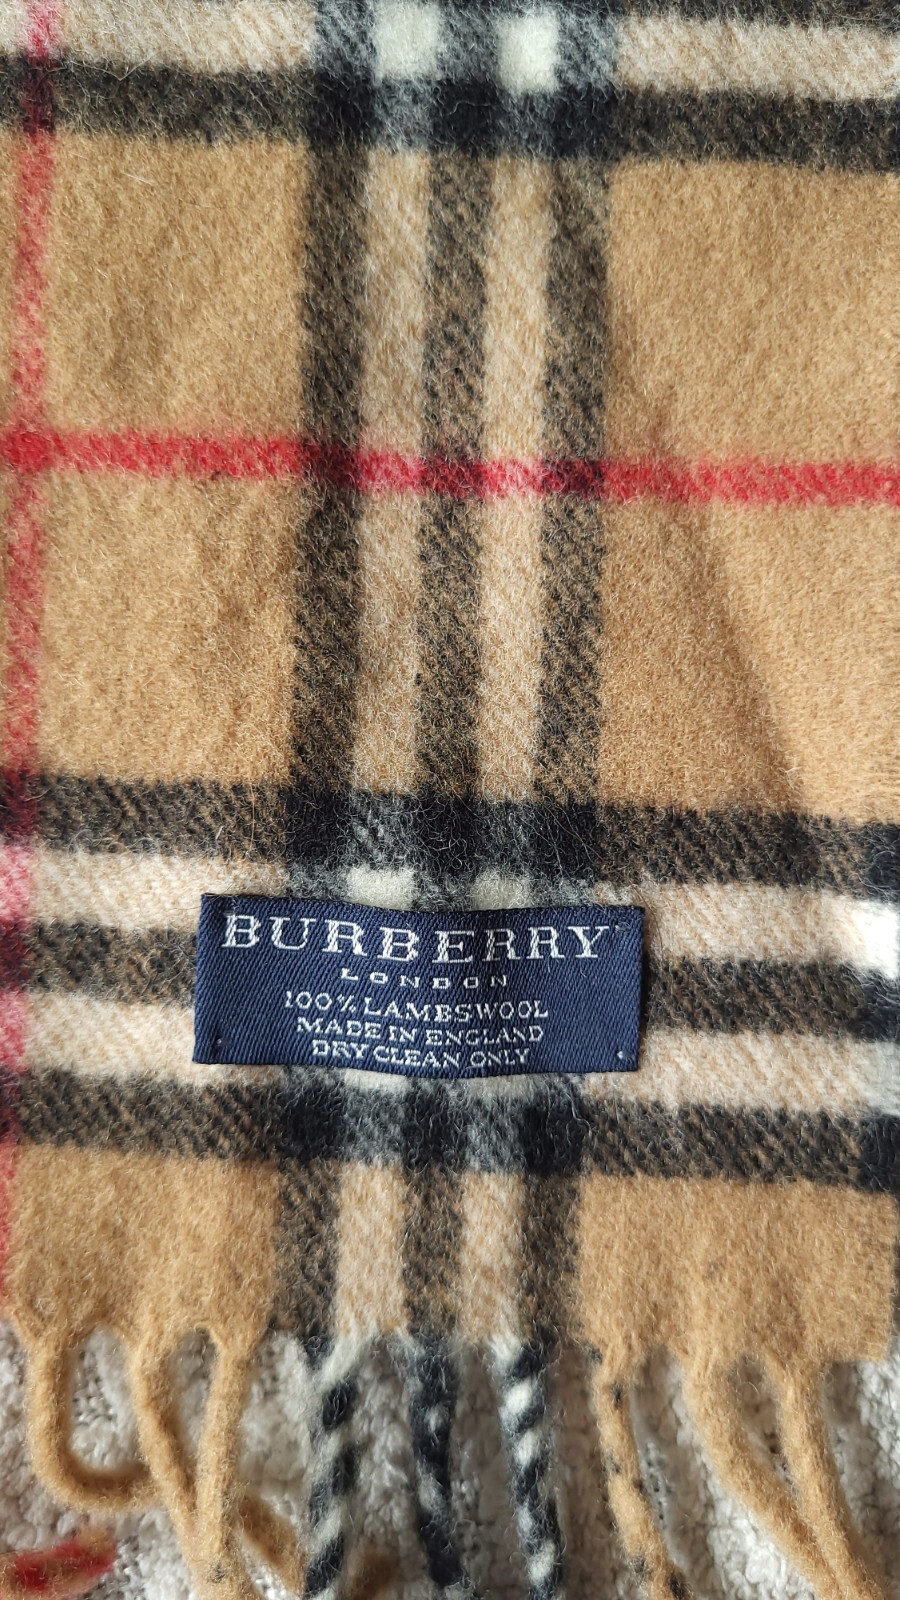 BURBERRY
LONDON
100% LAMBSWOOL
MADE IN ENGLAND
DRY CLEAN ONLY